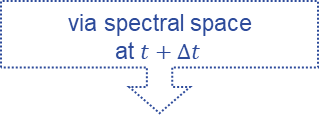 via spectral space
at t + Δt